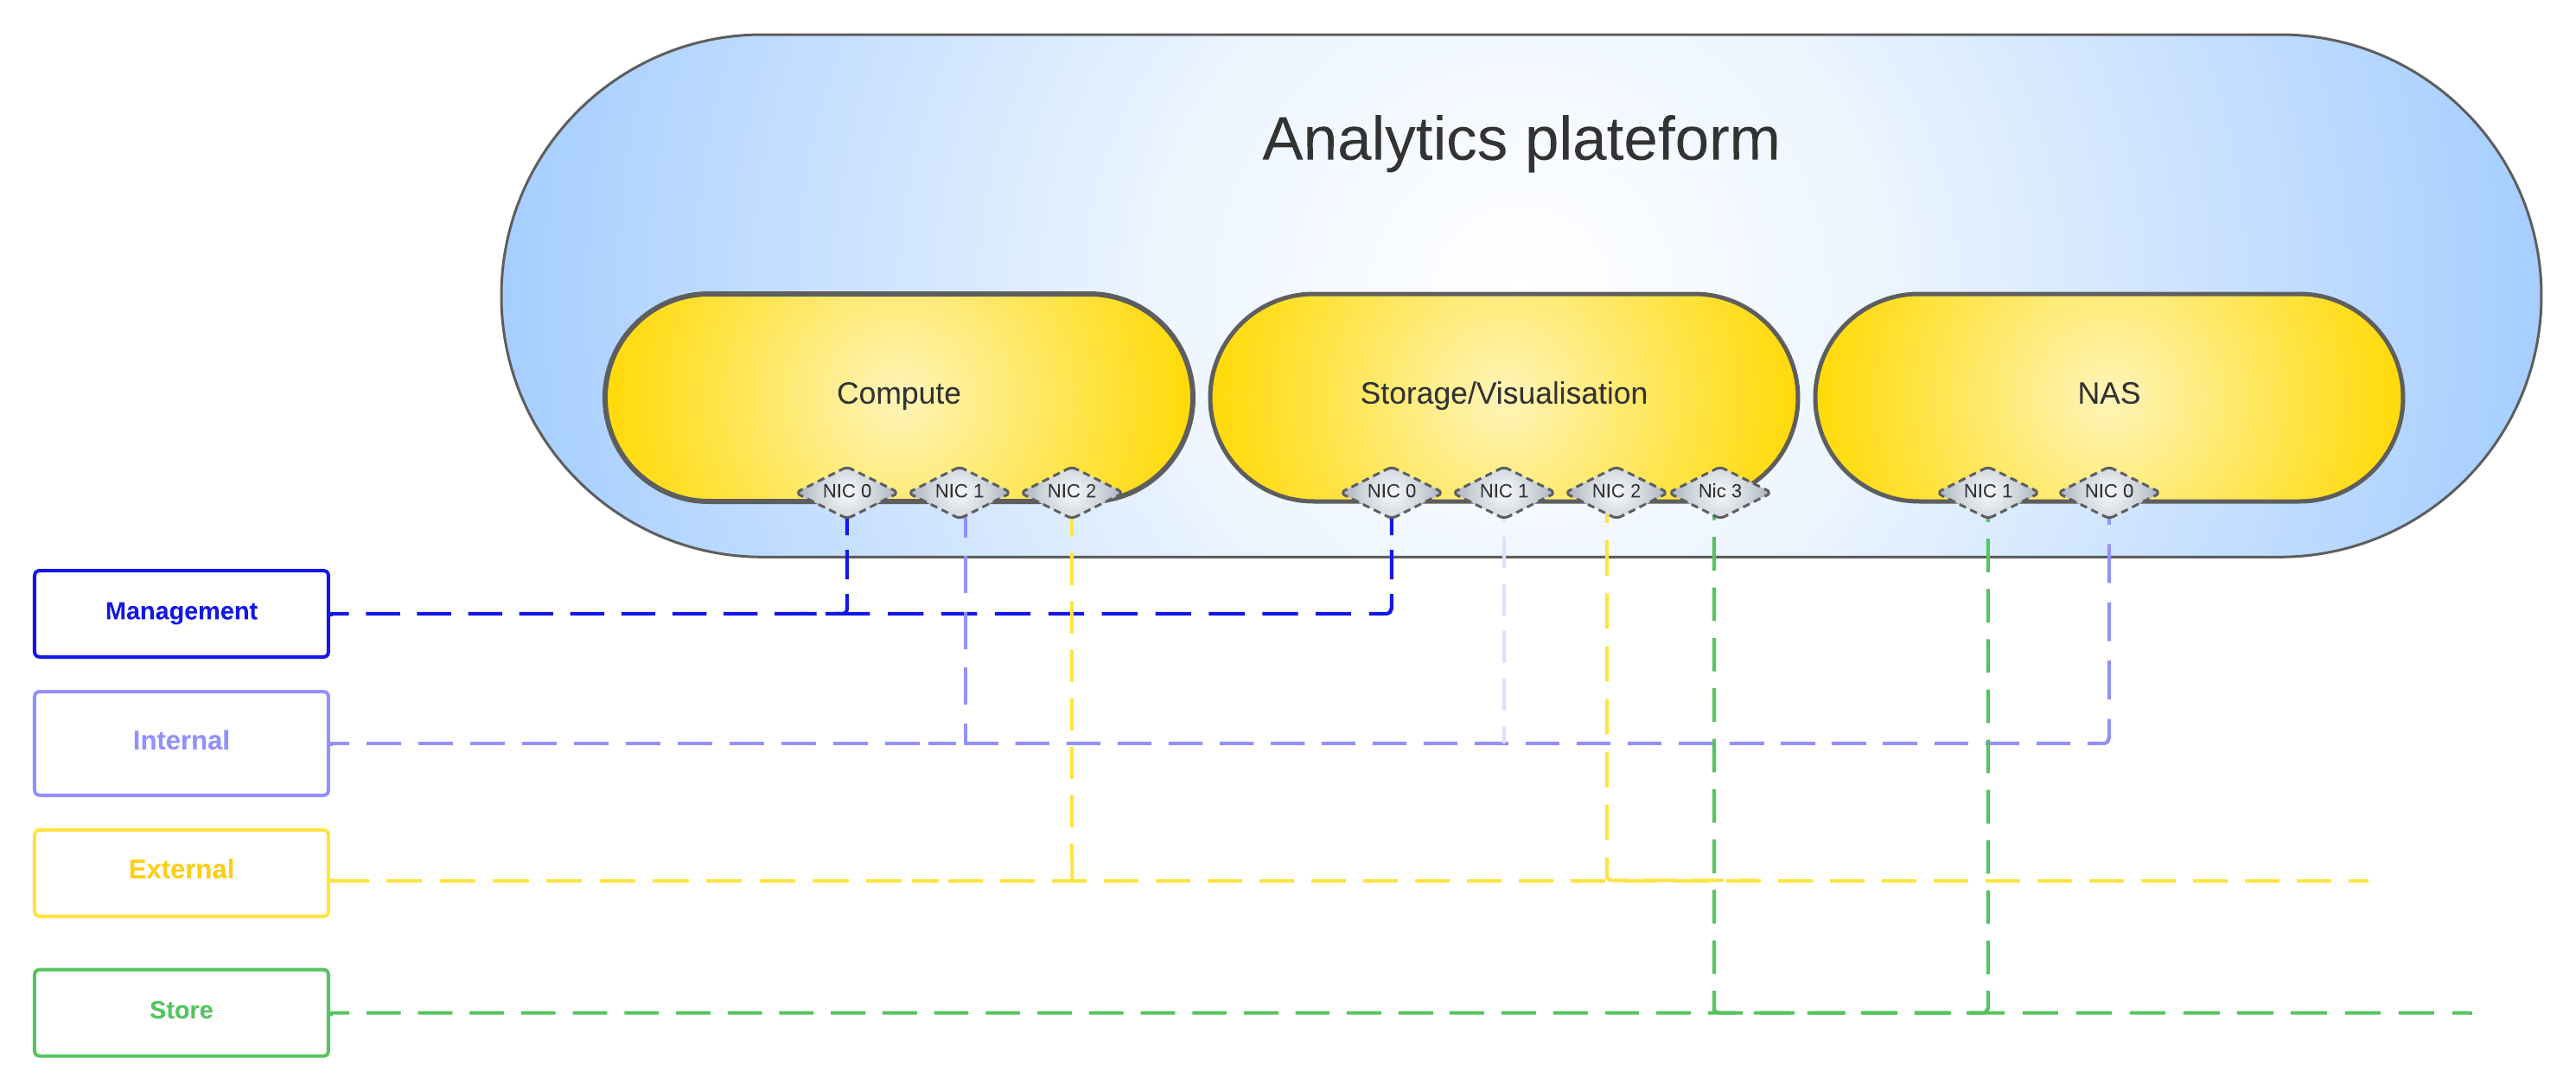 Analytics plateform
Compute
Storage/Visualisation
NAS
NIC 0
NIC 1
NIC 2
NIC 0
NIC 1
NIC 2
Nic 3
NIC 1
NIC 0
Management
Internal
External
Store